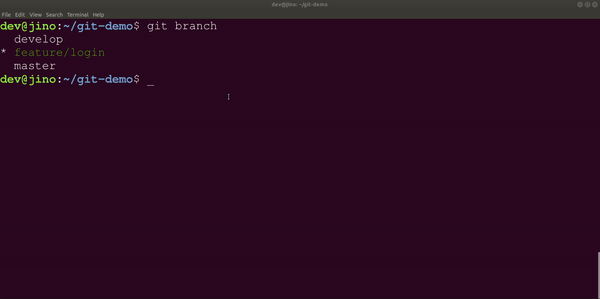 dev@jino: ~/git-demo
File Edit View Search Terminal Help
dev@jino:~/git-demo$ git branch
  develop
* feature/login
  master
dev@jino:~/git-demo$ _